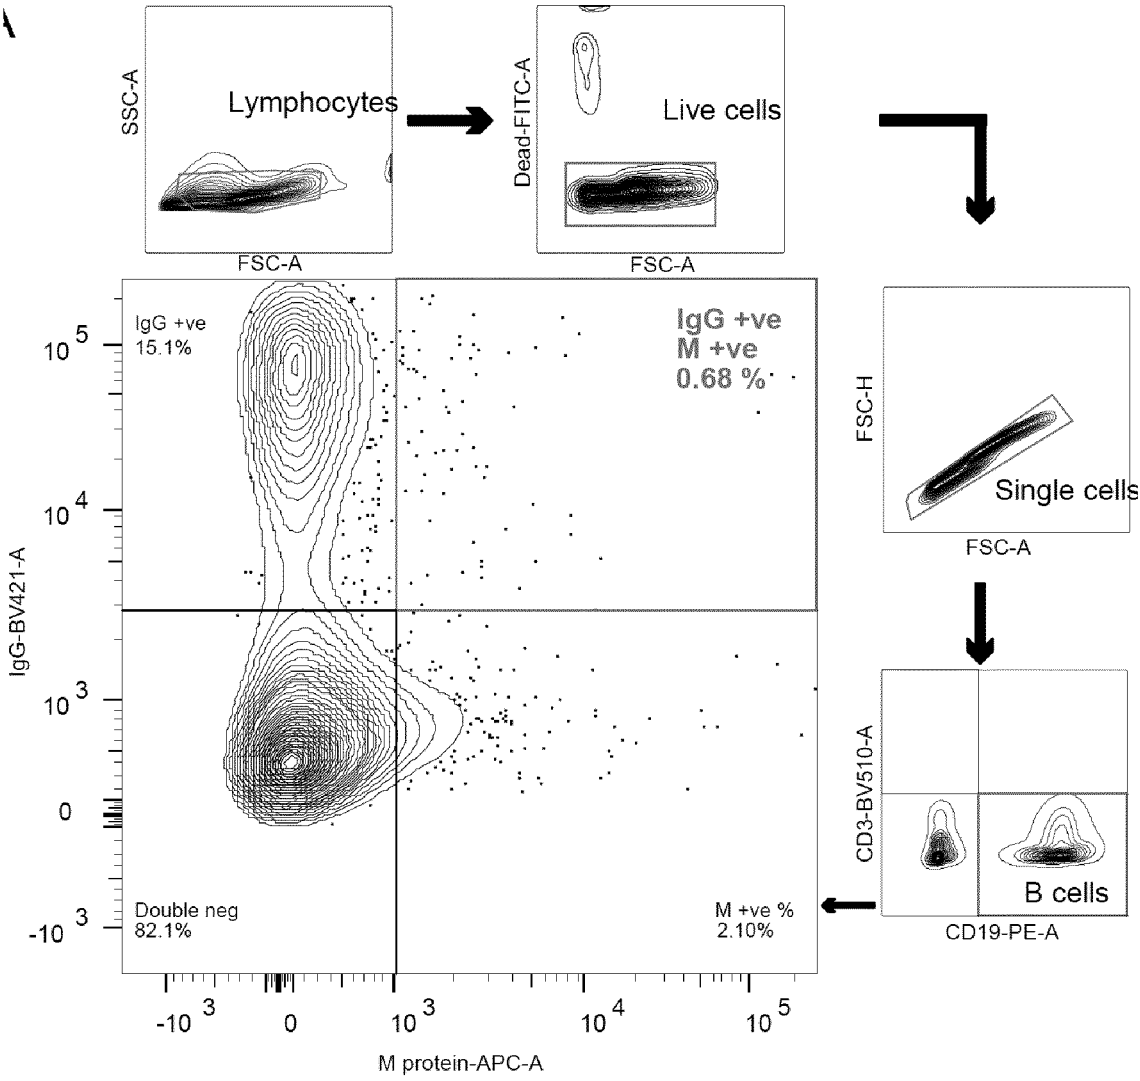 A
SSC-A
Lymphocytes
FSC-A
Dead-FITC-A
Live cells
FSC-A
FSC-H
Single cells
FSC-A
CD3-BV510-A
B cells
CD19-PE-A
IgG-BV421-A
IgG +ve
15.1%
IgG +ve
M +ve
0.68 %
Double neg
82.1%
M +ve %
2.10%
10 5
10 4
10 3
0
-10 3
-10 3
0
10 3
10 4
10 5
M protein-APC-A